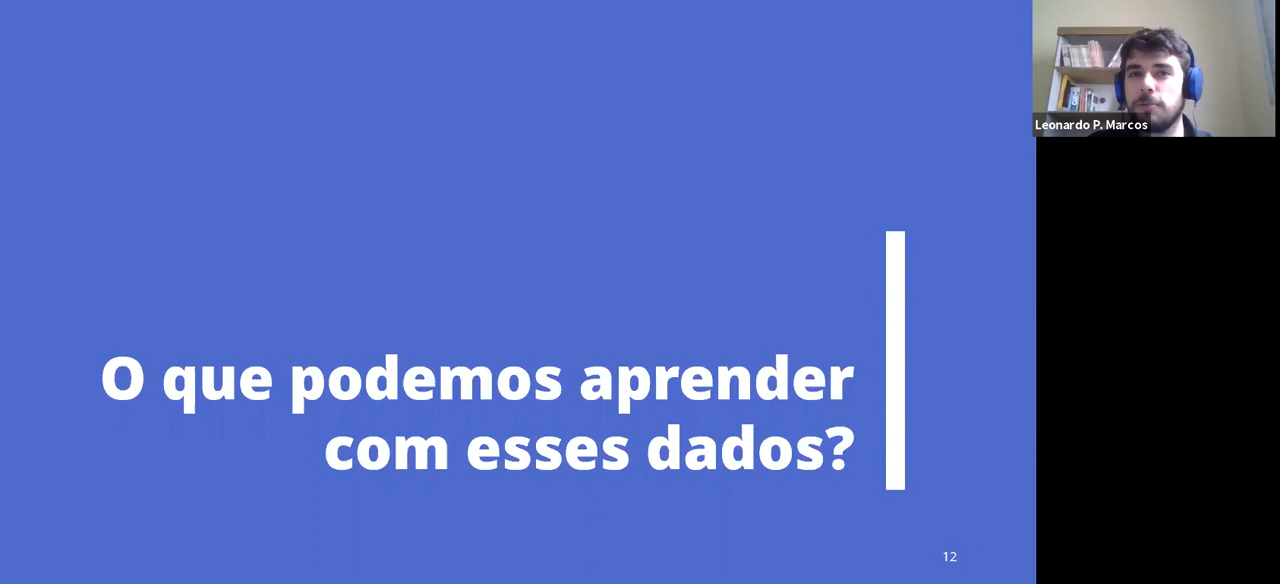 Leonardo P. Marcos
O que podemos aprender
com esses dados?
12